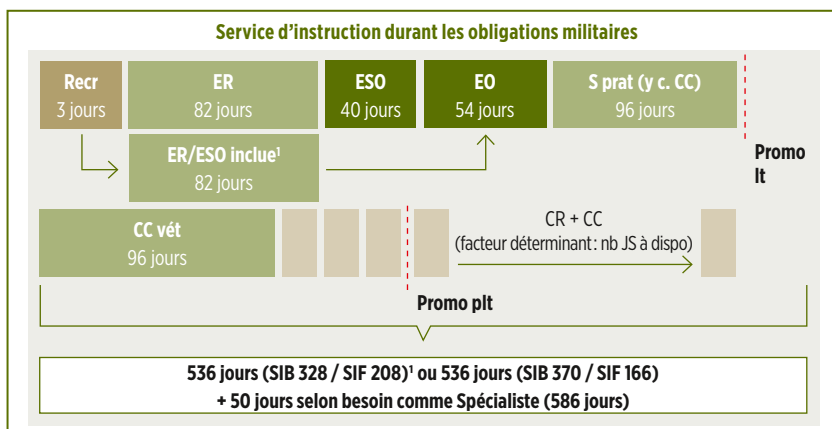 Service d'instruction durant les obligations militaires
Recr
3 jours
ER
82 jours
ESO
40 jours
EO
54 jours
S prat (y c. CC)
96 jours
ER/ESO inclue¹
82 jours
Promo
lt
CC vét
96 jours
CR + CC
(facteur déterminant : nb JS à dispo)
Promo plt
536 jours (SIB 328 / SIF 208)¹ ou 536 jours (SIB 370 / SIF 166)
+ 50 jours selon besoin comme Spécialiste (586 jours)